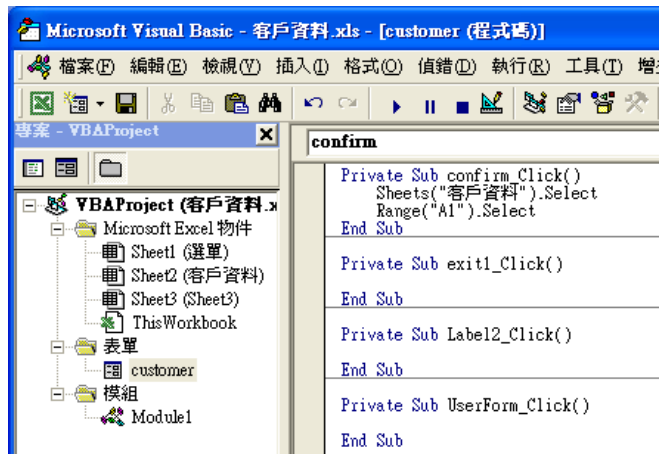 Microsoft Visual Basic - 客戶資料.xls - [customer (程式碼)]
檔案(F) 編輯(E) 檢視(V) 插入(I) 格式(O) 偵錯(D) 執行(R) 工具(T) 增
專案 - VBAProject
confirm
VBAProject (客戶資料.x
Microsoft Excel 物件
Sheet1 (選單)
Sheet2 (客戶資料)
Sheet3 (Sheet3)
ThisWorkbook
表單
customer
模組
Module1
Private Sub confirm_Click()
Sheets("客戶資料").Select
Range("A1").Select
End Sub
Private Sub exit1_Click()
End Sub
Private Sub Label2_Click()
End Sub
Private Sub UserForm_Click()
End Sub